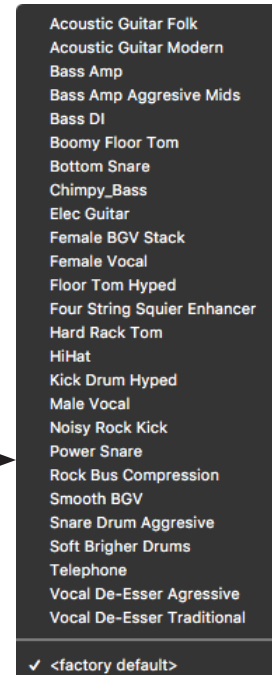 Acoustic Guitar Folk
Acoustic Guitar Modern
Bass Amp
Bass Amp Aggresive Mids
Bass DI
Boomy Floor Tom
Bottom Snare
Chimpy_Bass
Elec Guitar
Female BGV Stack
Female Vocal
Floor Tom Hyped
Four String Squier Enhancer
Hard Rack Tom
HiHat
Kick Drum Hyped
Male Vocal
Noisy Rock Kick
Power Snare
Rock Bus Compression
Smooth BGV
Snare Drum Aggresive
Soft Brigher Drums
Telephone
Vocal De-Esser Agressive
Vocal De-Esser Traditional
✓ <factory default>